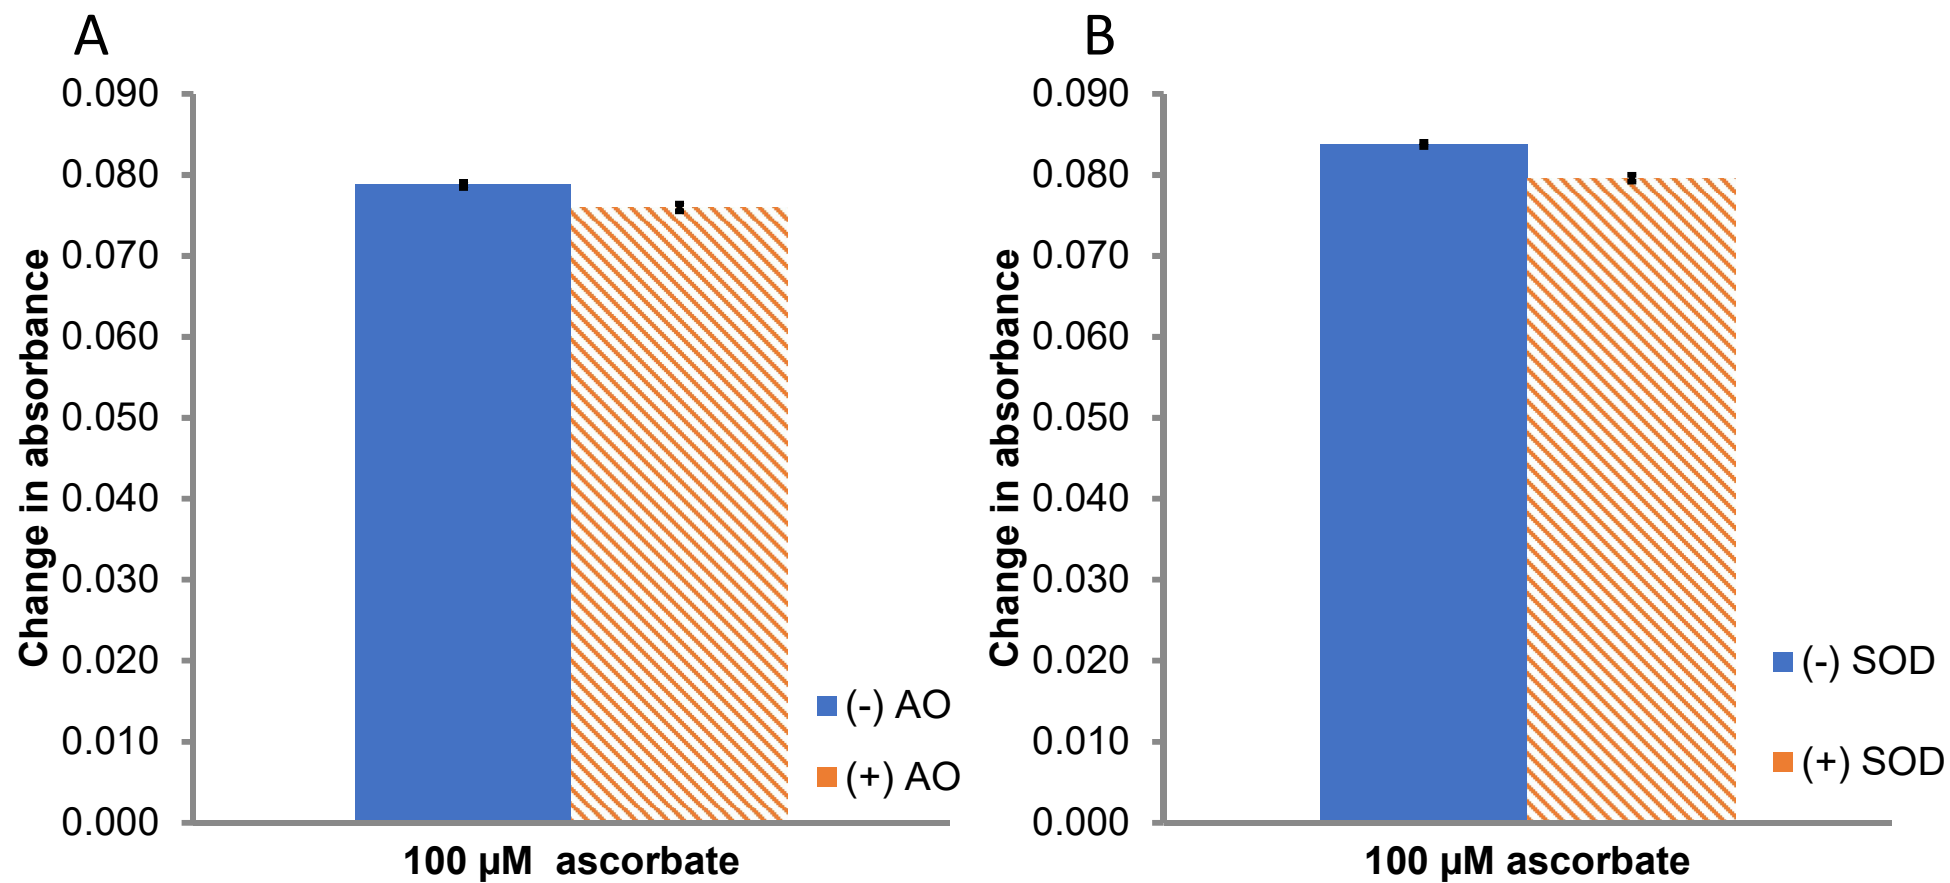 A
0.090
0.080
0.070
0.060
0.050
0.040
0.030
0.020
0.010
0.000
Change in absorbance
100 µM  ascorbate
(-) AO
(+) AO
B
0.090
0.080
0.070
0.060
0.050
0.040
0.030
0.020
0.010
0.000
Change in absorbance
100 µM ascorbate
(-) SOD
(+) SOD